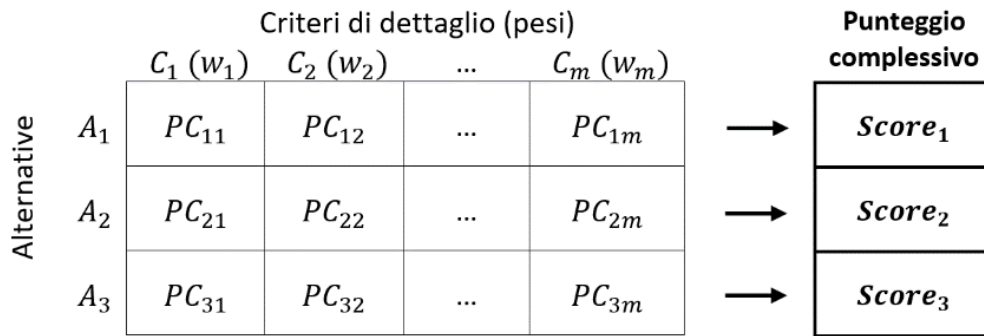 Criteri di dettaglio (pesi)
Punteggio
complessivo
C₁ (w₁) C₂ (w₂) ... Cₘ (wₘ)
Alternative
A₁ PC₁₁ PC₁₂ ... PC₁ₘ → Score₁
A₂ PC₂₁ PC₂₂ ... PC₂ₘ → Score₂
A₃ PC₃₁ PC₃₂ ... PC₃ₘ → Score₃